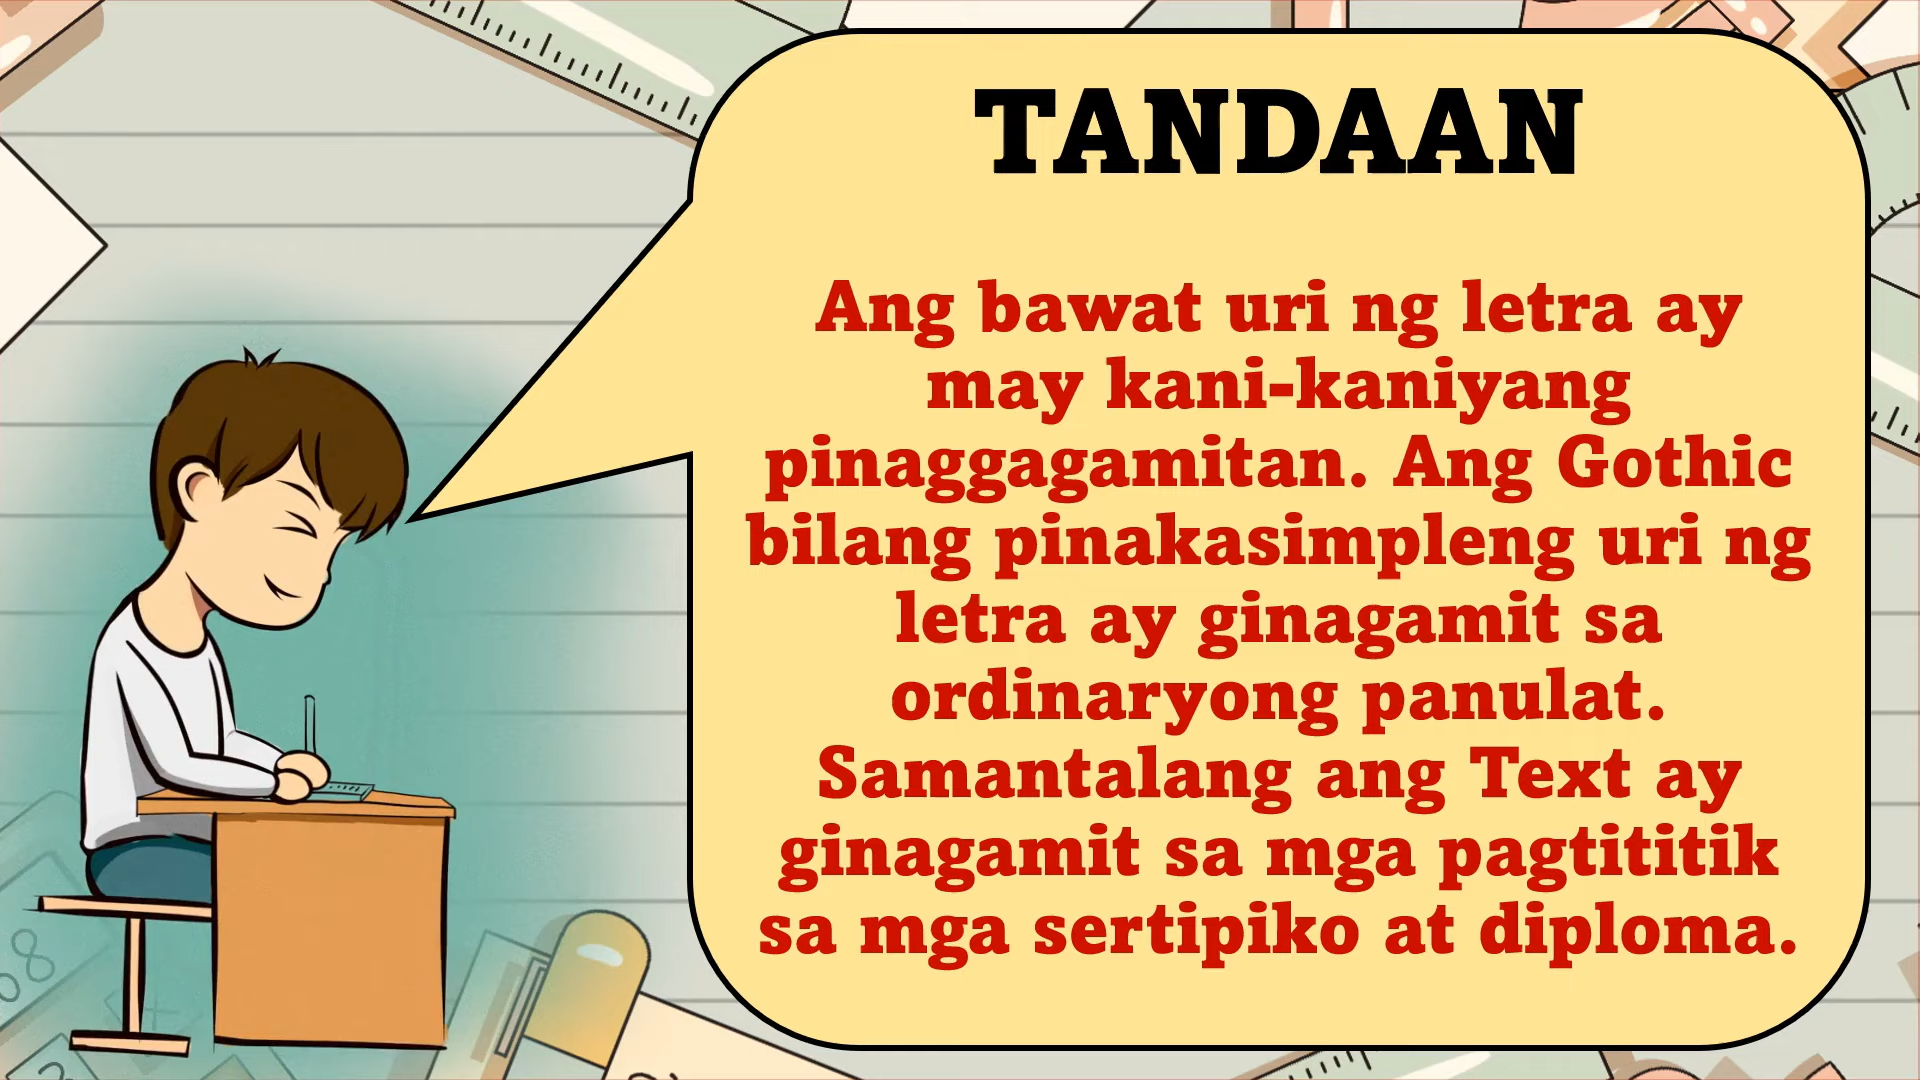 TANDAAN
Ang bawat uri ng letra ay
may kani-kaniyang
pinaggagamitan. Ang Gothic
bilang pinakasimpleng uri ng
letra ay ginagamit sa
ordinaryong panulat.
Samantalang ang Text ay
ginagamit sa mga pagtititik
sa mga sertipiko at diploma.